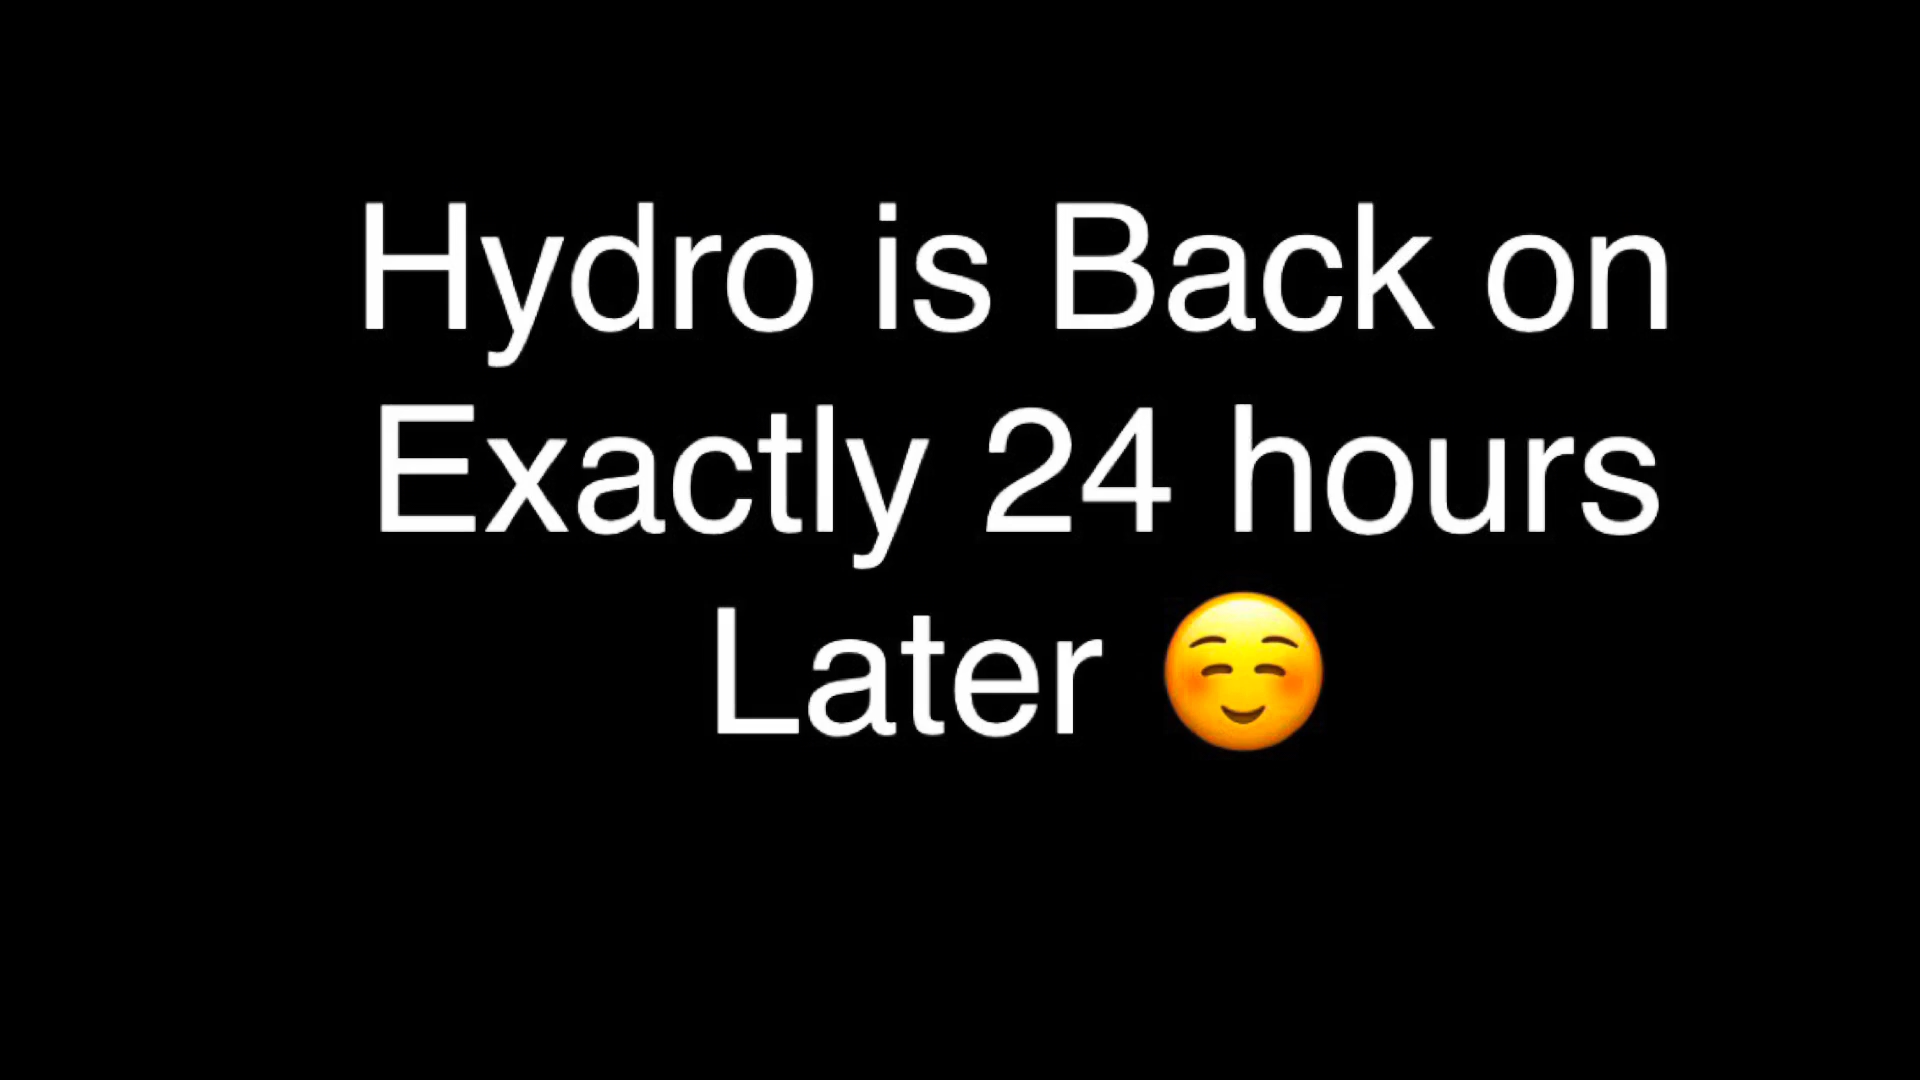 Hydro is Back on
Exactly 24 hours
Later ☺️